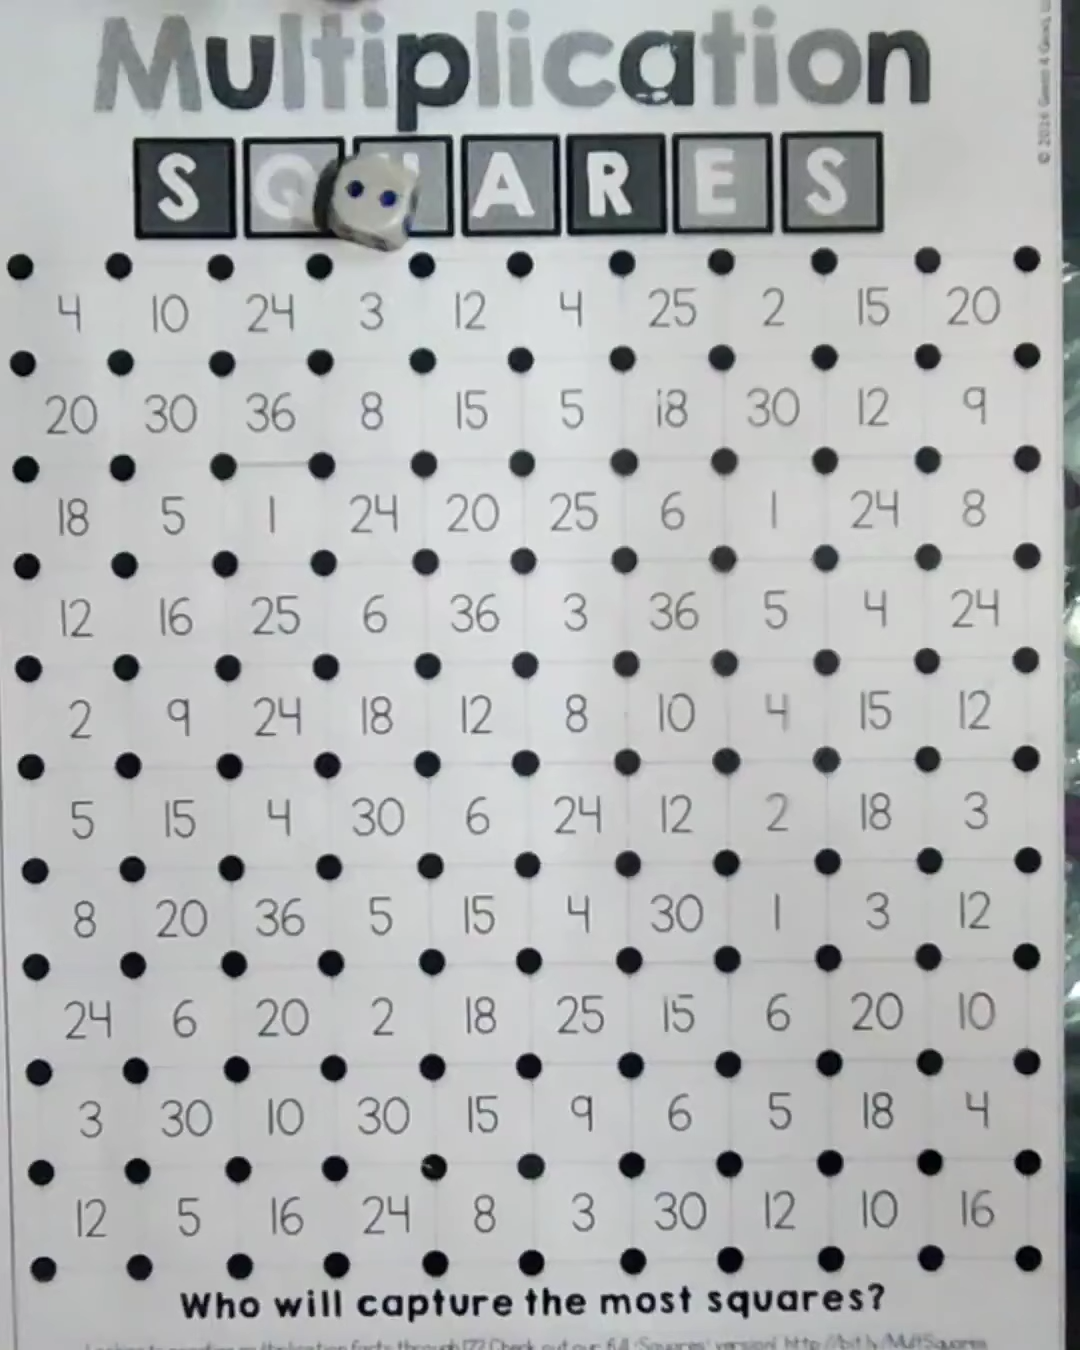 Multiplication
SQUARES
© 2016
4 10 24 3 12 4 25 2 15 20
20 30 36 8 15 5 18 30 12 9
18 5 1 24 20 25 6 1 24 8
12 16 25 6 36 3 36 5 4 24
2 9 24 18 12 8 10 4 15 12
5 15 4 30 6 24 12 2 18 3
8 20 36 5 15 4 30 1 3 12
24 6 20 2 18 25 15 6 20 10
3 30 10 30 15 9 6 5 18 4
12 5 16 24 8 3 30 12 10 16
Who will capture the most squares?